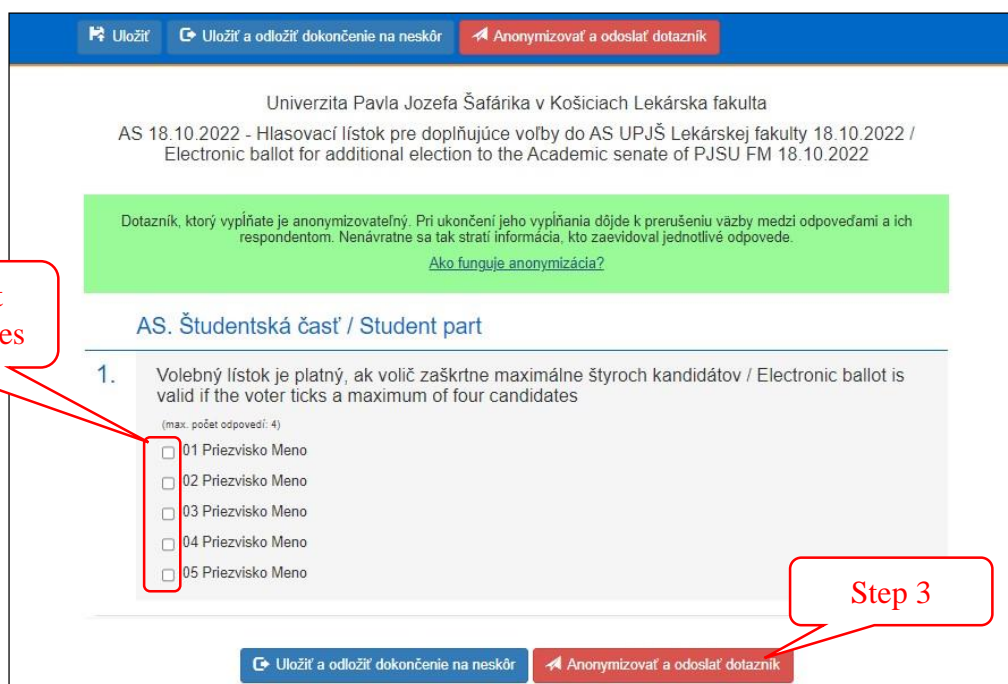 Uložiť Uložiť a odložiť dokončenie na neskôr Anonymizovať a odoslať dotazník
Univerzita Pavla Jozefa Šafárika v Košiciach Lekárska fakulta
AS 18.10.2022 - Hlasovací lístok pre doplňujúce voľby do AS UPJŠ Lekárskej fakulty 18.10.2022 /
Electronic ballot for additional election to the Academic senate of PJSU FM 18.10.2022
Dotazník, ktorý vypĺňate je anonymizovateľný. Pri ukončení jeho vypĺňania dôjde k prerušeniu väzby medzi odpoveďami a ich
respondentom. Nenávratne sa tak stratí informácia, kto zaevidoval jednotlivé odpovede.
Ako funguje anonymizácia?
AS. Študentská časť / Student part
1. Volebný lístok je platný, ak volič zaškrtne maximálne štyroch kandidátov / Electronic ballot is
valid if the voter ticks a maximum of four candidates
(max. počet odpovedí: 4)
01 Priezvisko Meno
02 Priezvisko Meno
03 Priezvisko Meno
04 Priezvisko Meno
05 Priezvisko Meno
Step 3
Uložiť a odložiť dokončenie na neskôr Anonymizovať a odoslať dotazník